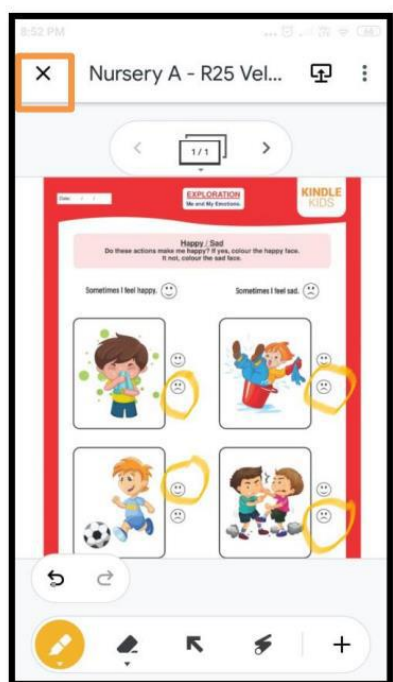 8:52 PM
Nursery A - R25 Vel...
1/1
Date: / /
EXPLORATION
Me and My Emotions
KINDLE
KIDS
Happy / Sad
Do these actions make me happy? If yes, colour the happy face.
It not, colour the sad face.
Sometimes I feel happy.
Sometimes I feel sad.